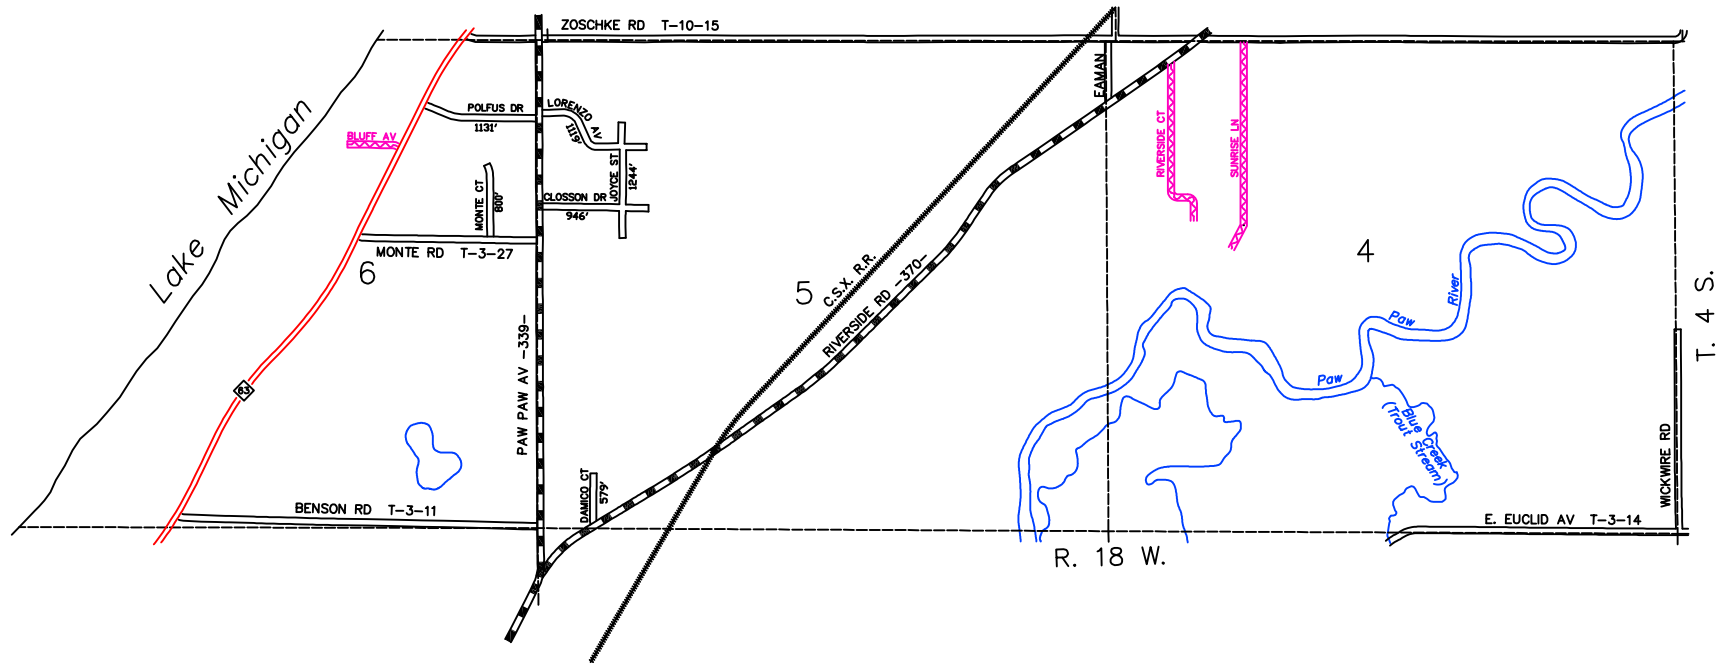 ZOSCHKE RD T-10-15
Lake Michigan
POLFUS DR
1131'
LORENZO AV
1119'
BLUFF AV
JOYCE ST
1244'
MONTE CT
800'
CLOSSON DR
946'
MONTE RD T-3-27
6
EAMAN
RIVERSIDE CT
SUNRISE LN
5
C.S.X. R.R.
RIVERSIDE RD -370-
4
Paw
River
Paw
T. 4 S.
PAW PAW AV -339-
63
Blue Creek
(Trout Stream)
WICKWIRE RD
DAMICO CT
579'
BENSON RD T-3-11
E. EUCLID AV T-3-14
R. 18 W.